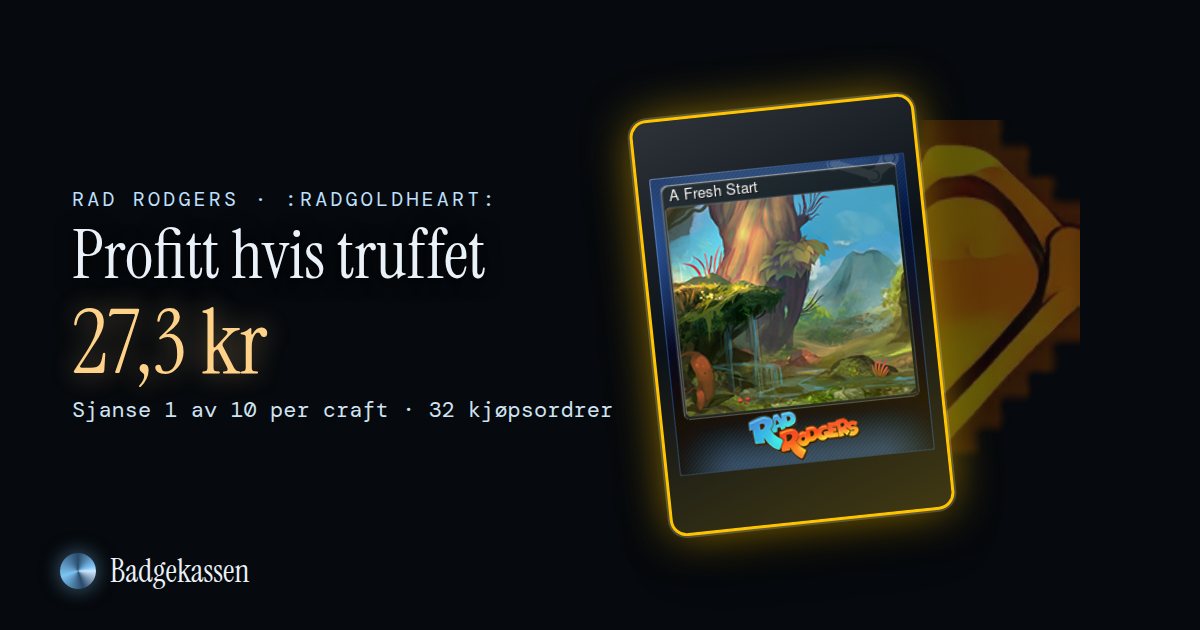 RAD RODGERS · :RADGOLDHEART:
Profitt hvis truffet
27,3 kr
Sjanse 1 av 10 per craft · 32 kjøpsordrer
A Fresh Start
RAD
RODGERS
Badgekassen